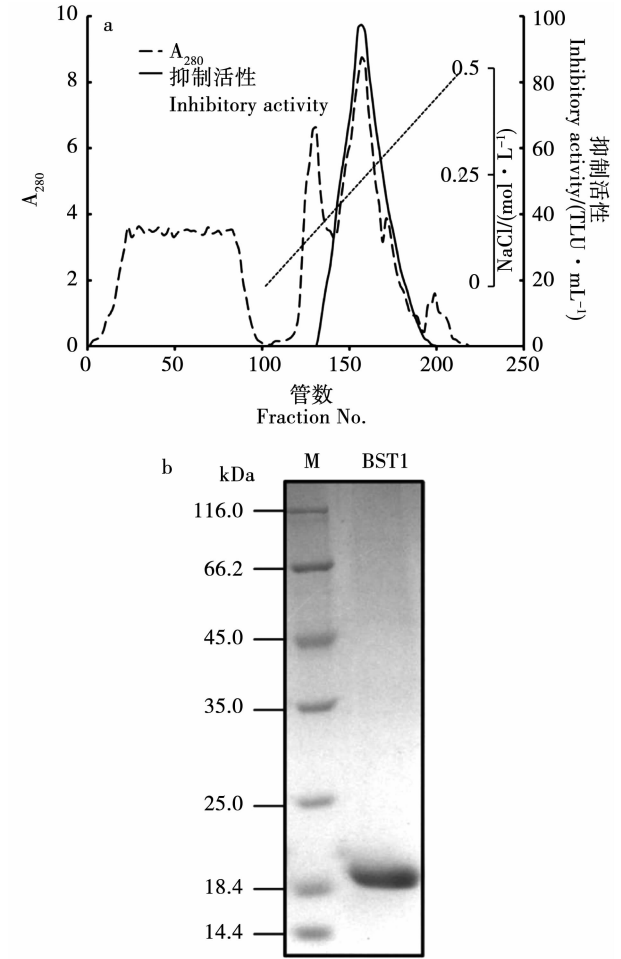 a
A280
抑制活性
Inhibitory activity
10
8
6
4
2
0
A280
0
50
100
150
200
250
管数
Fraction No.
0.5
0.25
0
NaCl/(mol·L⁻¹)
100
80
60
40
20
0
抑制活性
Inhibitory activity/(TLU·mL⁻¹)
b
kDa
M BST1
116.0
66.2
45.0
35.0
25.0
18.4
14.4